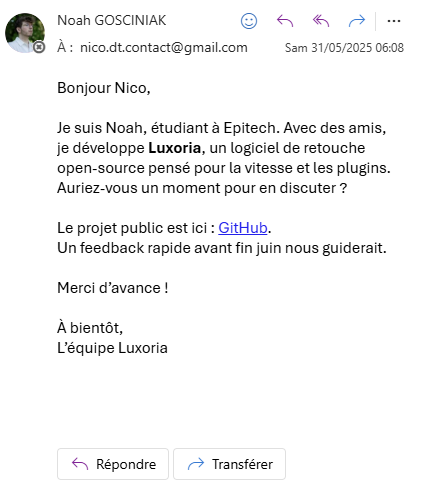 Noah GOSCINIAK
À : nico.dt.contact@gmail.com
Sam 31/05/2025 06:08
Bonjour Nico,
Je suis Noah, étudiant à Epitech. Avec des amis,
je développe Luxoria, un logiciel de retouche
open-source pensé pour la vitesse et les plugins.
Auriez-vous un moment pour en discuter ?
Le projet public est ici : GitHub.
Un feedback rapide avant fin juin nous guiderait.
Merci d’avance !
À bientôt,
L’équipe Luxoria
Répondre
Transférer